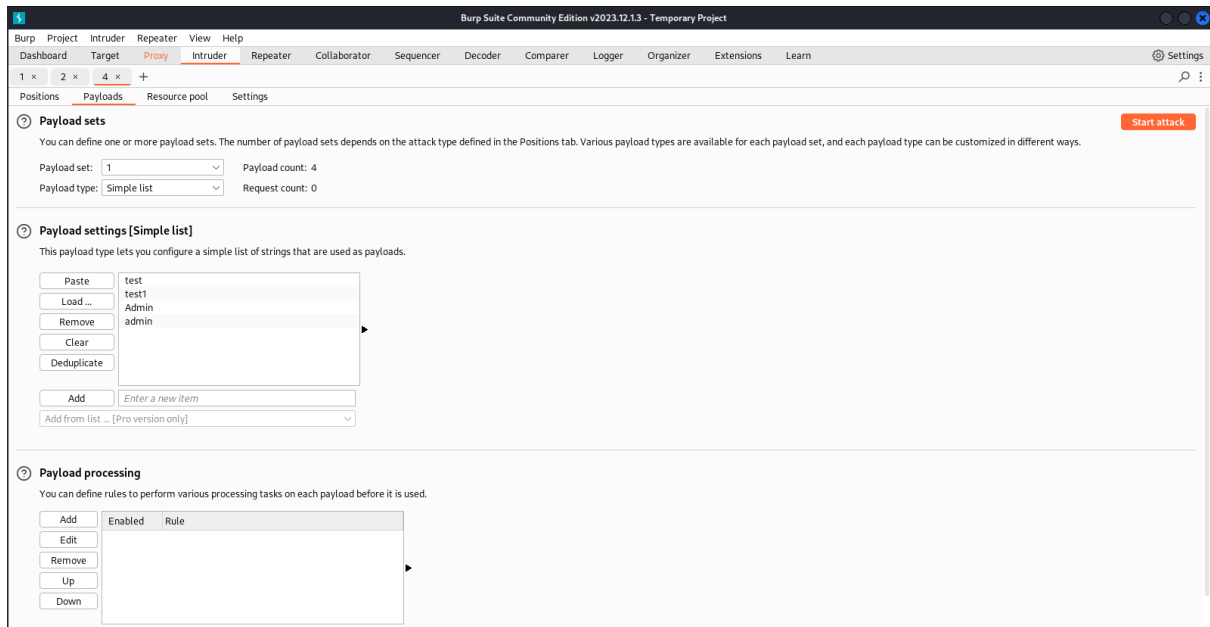 Burp Suite Community Edition v2023.12.1.3 - Temporary Project
Burp Project Intruder Repeater View Help
Dashboard Target Proxy Intruder Repeater Collaborator Sequencer Decoder Comparer Logger Organizer Extensions Learn Settings
1 × 2 × 4 × +
Positions Payloads Resource pool Settings
? Payload sets Start attack
You can define one or more payload sets. The number of payload sets depends on the attack type defined in the Positions tab. Various payload types are available for each payload set, and each payload type can be customized in different ways.
Payload set: 1 Payload count: 4
Payload type: Simple list Request count: 0
? Payload settings [Simple list]
This payload type lets you configure a simple list of strings that are used as payloads.
Paste test
test1
Load ...
Admin
Remove admin
Clear
Deduplicate
Add Enter a new item
Add from list ... [Pro version only]
? Payload processing
You can define rules to perform various processing tasks on each payload before it is used.
Add Enabled Rule
Edit
Remove
Up
Down